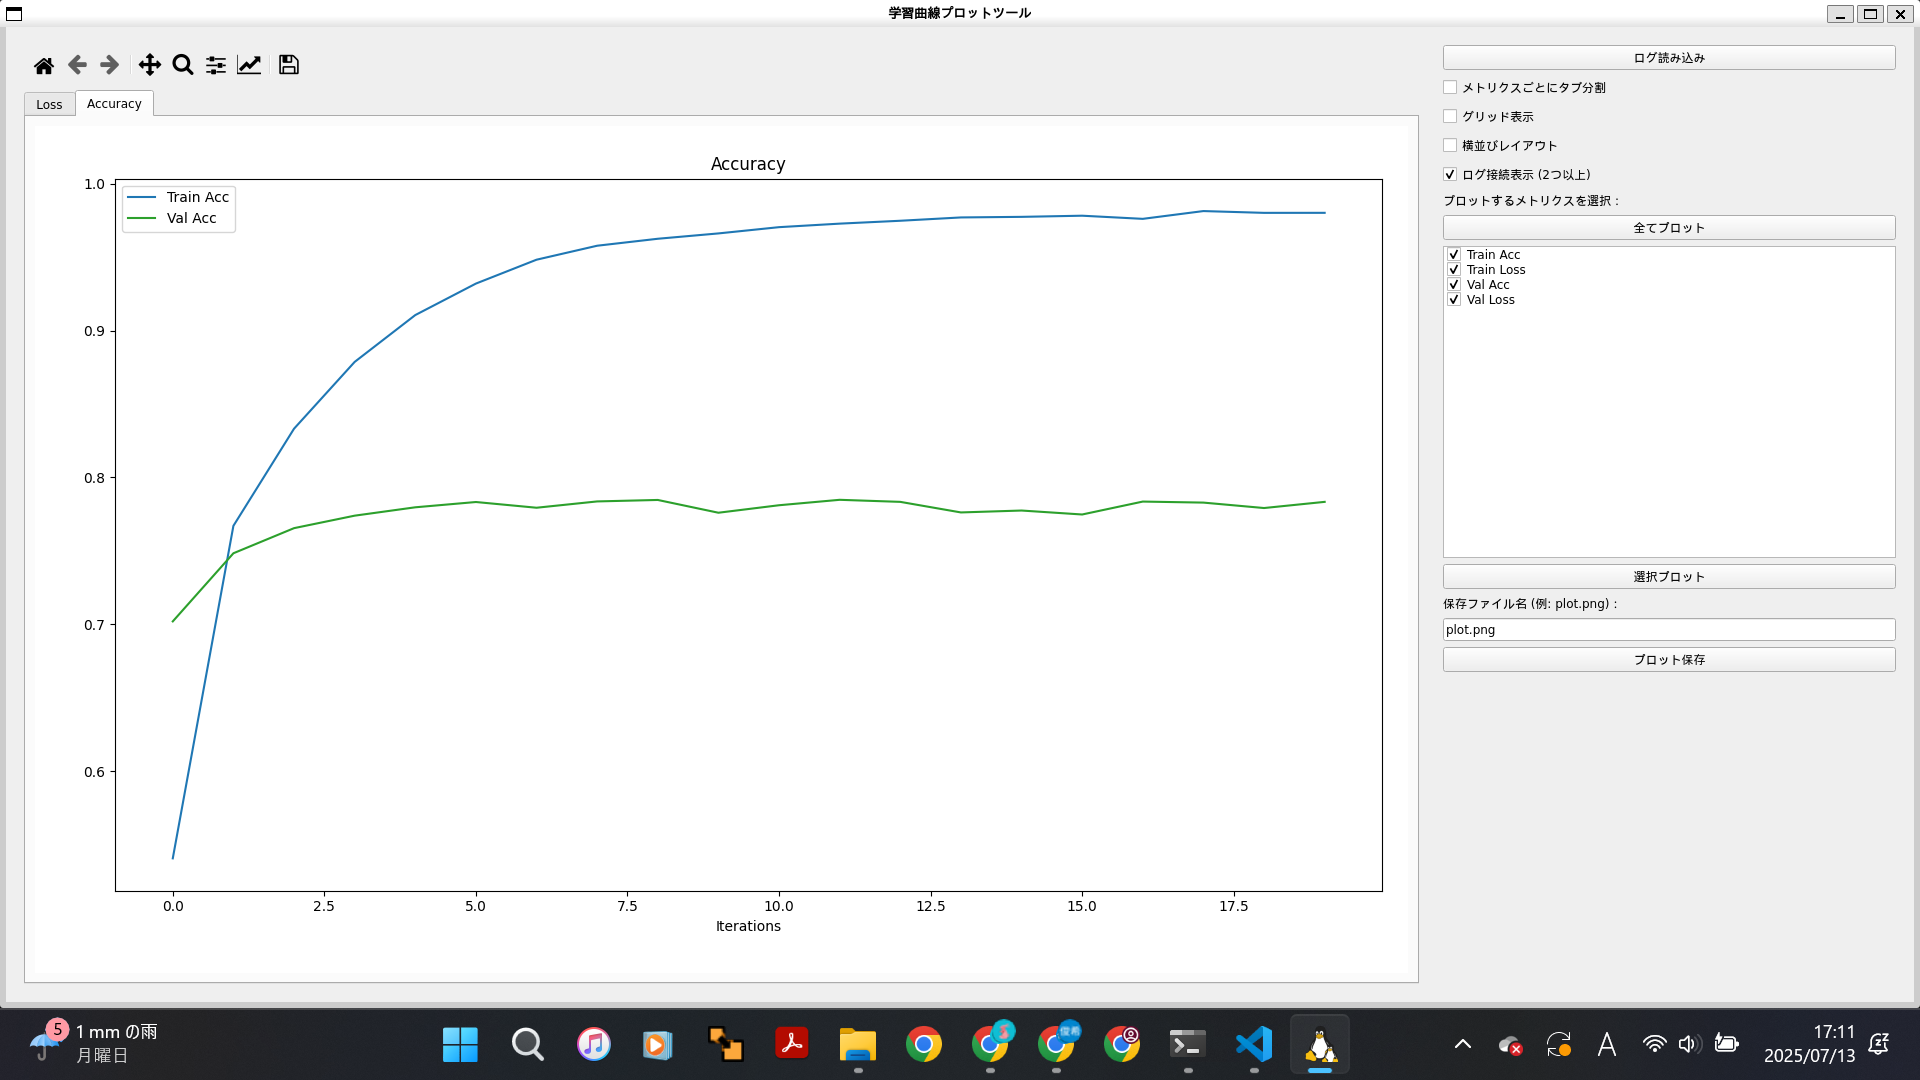 学習曲線プロットツール
Loss
Accuracy
Accuracy
Train Acc
Val Acc
1.0
0.9
0.8
0.7
0.6
0.0
2.5
5.0
7.5
10.0
12.5
15.0
17.5
Iterations
ログ読み込み
メトリクスごとにタブ分割
グリッド表示
横並びレイアウト
ログ接続表示 (2つ以上)
プロットするメトリクスを選択 :
全てプロット
Train Acc
Train Loss
Val Acc
Val Loss
選択プロット
保存ファイル名 (例: plot.png) :
plot.png
プロット保存
5
1 mm の雨
月曜日
俊希
A
17:11
2025/07/13